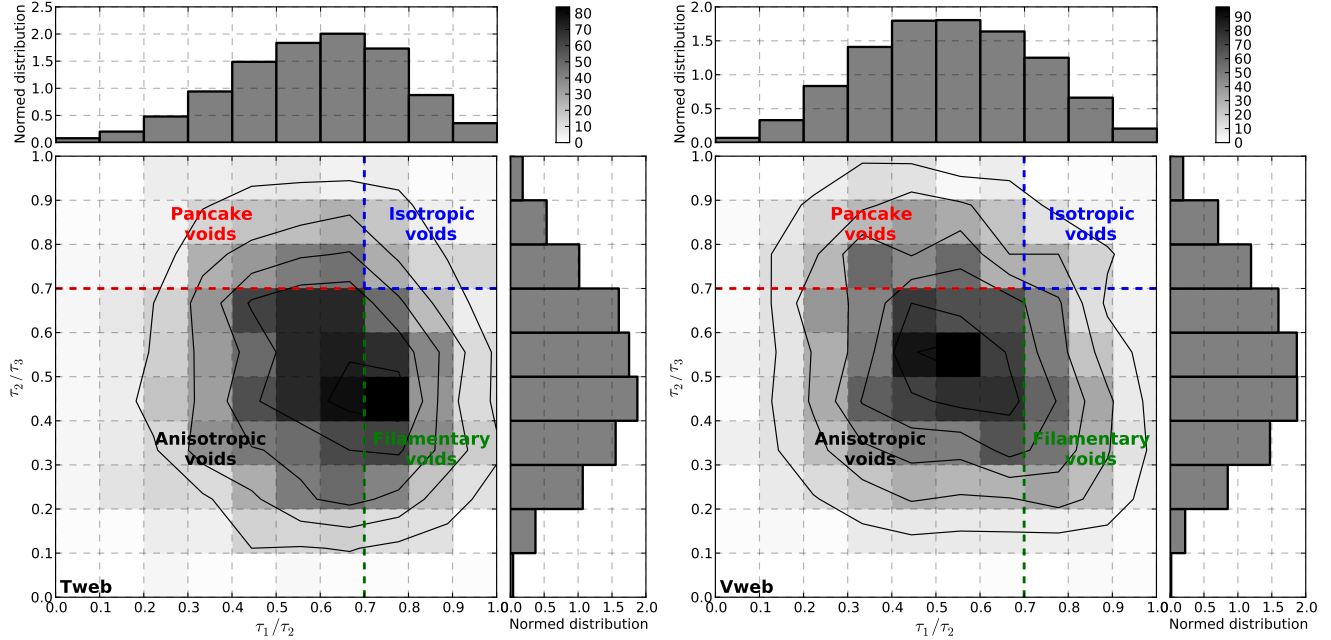 Normed distribution
2.5
2.0
1.5
1.0
0.5
0.0
80
70
60
50
40
30
20
10
0
1.0
0.9
0.8
0.7
0.6
0.5
0.4
0.3
0.2
0.1
0.0
τ2/τ3
Pancake
voids
Isotropic
voids
Anisotropic
voids
Filamentary
voids
Tweb
0.0 0.1 0.2 0.3 0.4 0.5 0.6 0.7 0.8 0.9 1.0
τ1/τ2
0.0 0.5 1.0 1.5 2.0
Normed distribution
Normed distribution
2.0
1.5
1.0
0.5
0.0
90
80
70
60
50
40
30
20
10
0
1.0
0.9
0.8
0.7
0.6
0.5
0.4
0.3
0.2
0.1
0.0
τ2/τ3
Pancake
voids
Isotropic
voids
Anisotropic
voids
Filamentary
voids
Vweb
0.0 0.1 0.2 0.3 0.4 0.5 0.6 0.7 0.8 0.9 1.0
τ1/τ2
0.0 0.5 1.0 1.5 2.0
Normed distribution